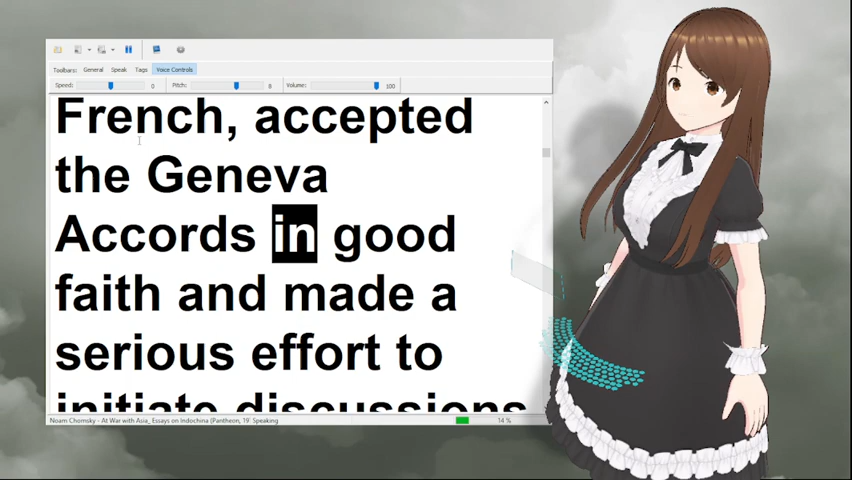 Toolbars: General Speak Tags Voice Controls
Speed: 0 Pitch: 8 Volume: 100
French, accepted
the Geneva
Accords in good
faith and made a
serious effort to
initiate discussions
Noam Chomsky - At War with Asia_ Essays on Indochina (Pantheon, 19 Speaking 14 %